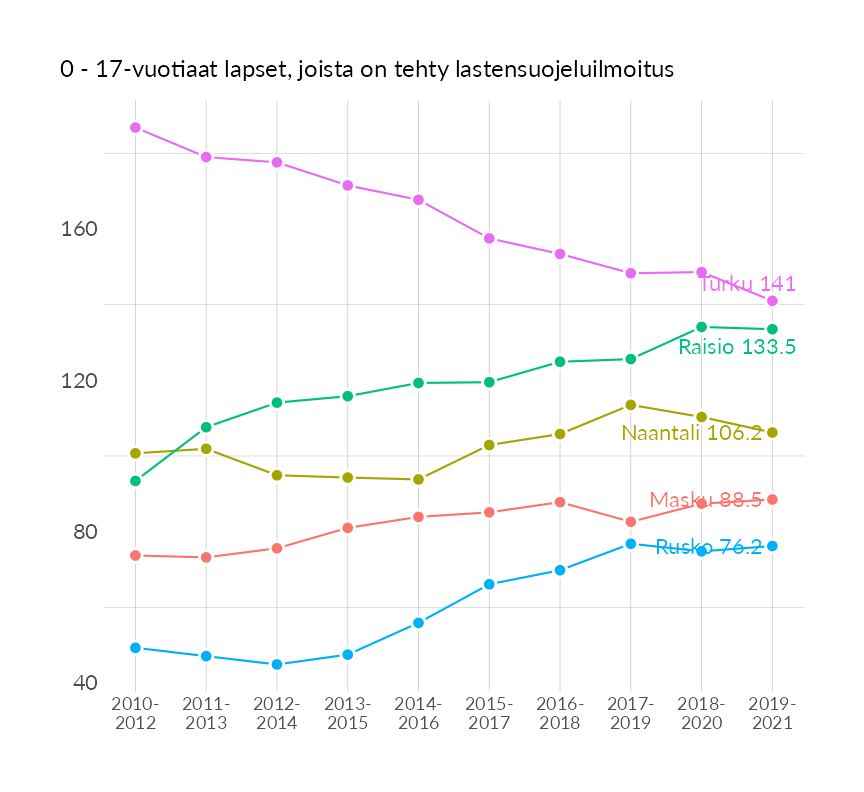 0 - 17-vuotiaat lapset, joista on tehty lastensuojeluilmoitus
160
Turku 141
Raisio 133.5
120
Naantali 106.2
Masku 88.5
80
Rusko 76.2
40
2010- 2011- 2012- 2013- 2014- 2015- 2016- 2017- 2018- 2019-
2012 2013 2014 2015 2016 2017 2018 2019 2020 2021